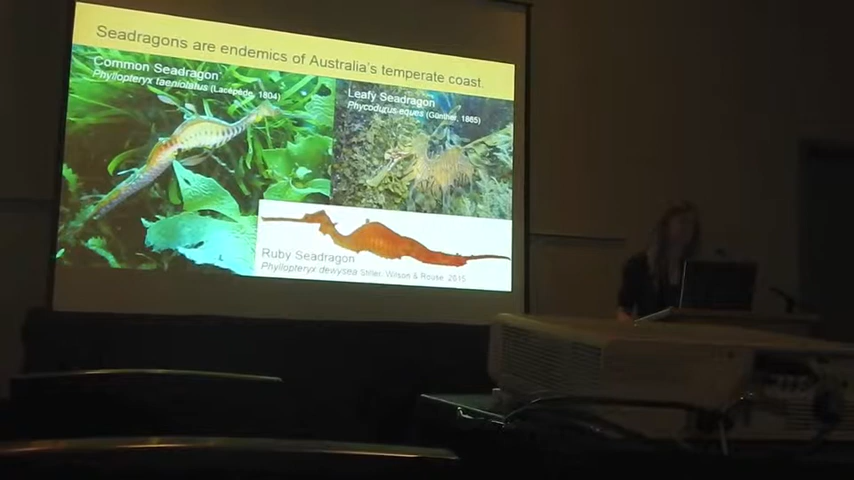 Seadragons are endemics of Australia's temperate coast.
Common Seadragon
Phyllopteryx taeniolatus (Lacépède, 1804)
Leafy Seadragon
Phycodurus eques (Günther, 1865)
Ruby Seadragon
Phyllopteryx dewysea Stiller, Wilson & Rouse 2015